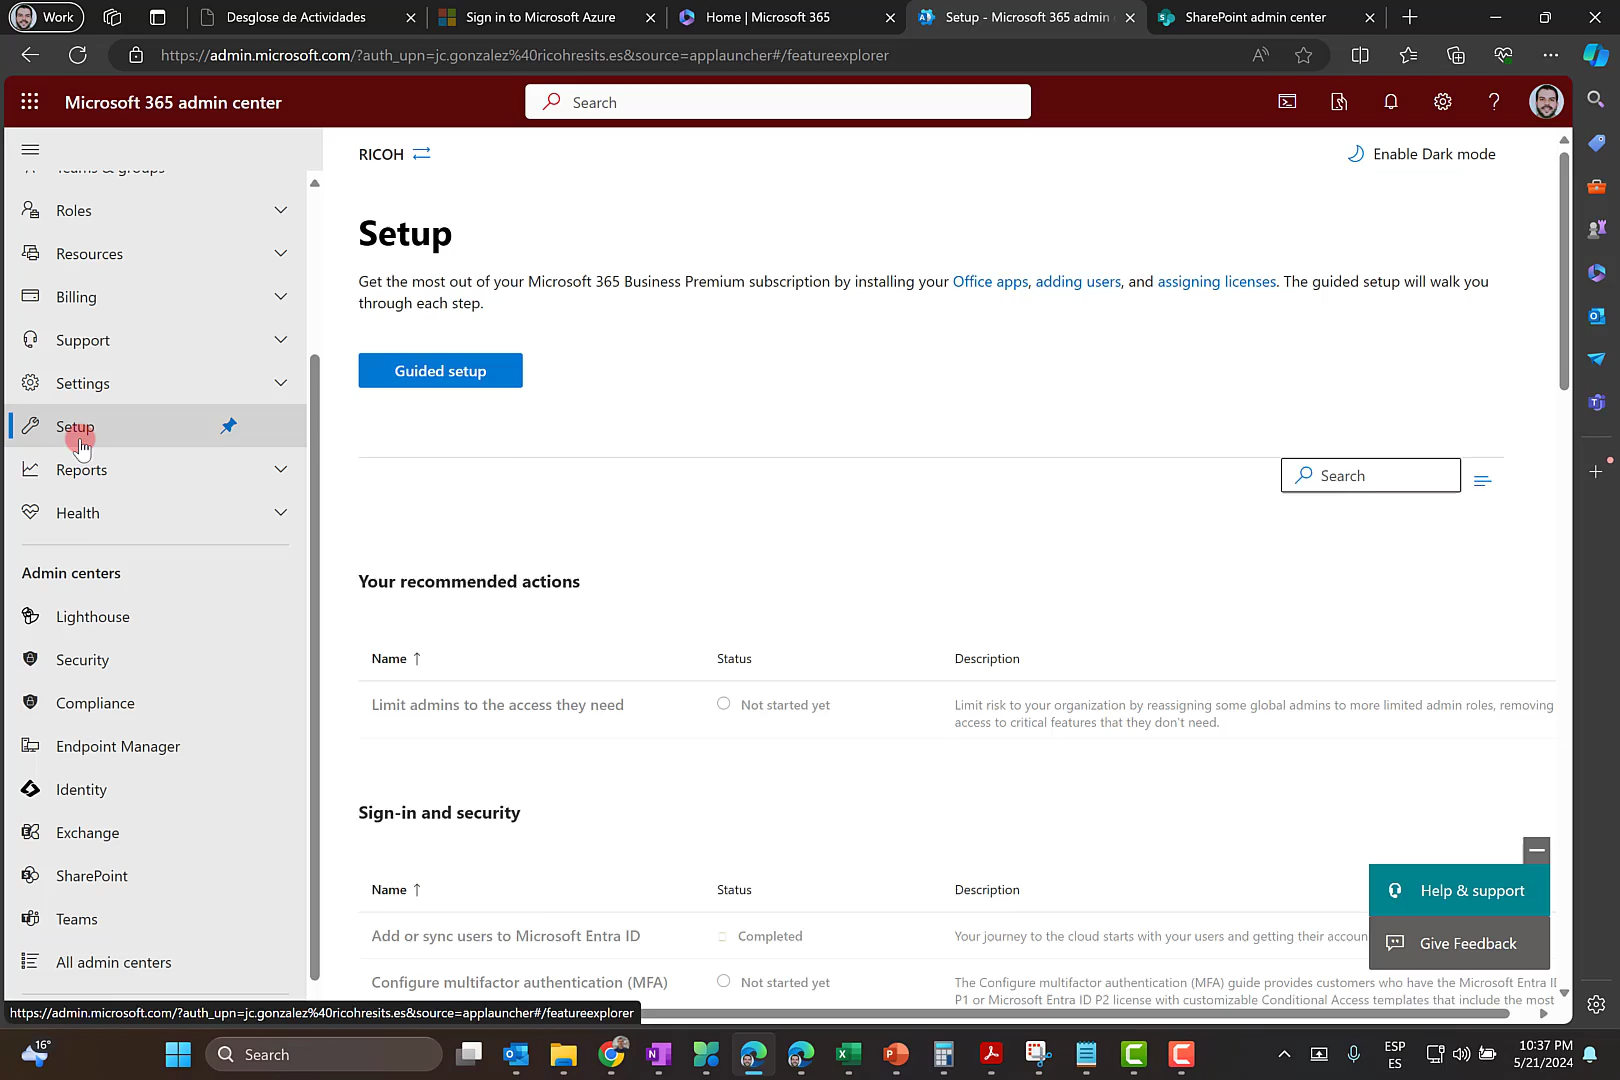 Work
Desglose de Actividades
Sign in to Microsoft Azure
Home | Microsoft 365
Setup - Microsoft 365 admin
SharePoint admin center
https://admin.microsoft.com/?auth_upn=jc.gonzalez%40ricohresits.es&source=applauncher#/featureexplorer
Microsoft 365 admin center
Search
RICOH
Enable Dark mode
Teams & groups
Roles
Resources
Billing
Support
Settings
Setup
Reports
Health
Admin centers
Lighthouse
Security
Compliance
Endpoint Manager
Identity
Exchange
SharePoint
Teams
All admin centers
Setup
Get the most out of your Microsoft 365 Business Premium subscription by installing your Office apps, adding users, and assigning licenses. The guided setup will walk you
through each step.
Guided setup
Search
Your recommended actions
Name ↑ Status Description
Limit admins to the access they need Not started yet Limit risk to your organization by reassigning some global admins to more limited admin roles, removing
access to critical features that they don't need.
Sign-in and security
Name ↑ Status Description
Add or sync users to Microsoft Entra ID Completed Your journey to the cloud starts with your users and getting their accoun
Configure multifactor authentication (MFA) Not started yet The Configure multifactor authentication (MFA) guide provides customers who have the Microsoft Entra I
P1 or Microsoft Entra ID P2 license with customizable Conditional Access templates that include the most
Help & support
Give Feedback
https://admin.microsoft.com/?auth_upn=jc.gonzalez%40ricohresits.es&source=applauncher#/featureexplorer
16°
Search
ESP
ES
10:37 PM
5/21/2024